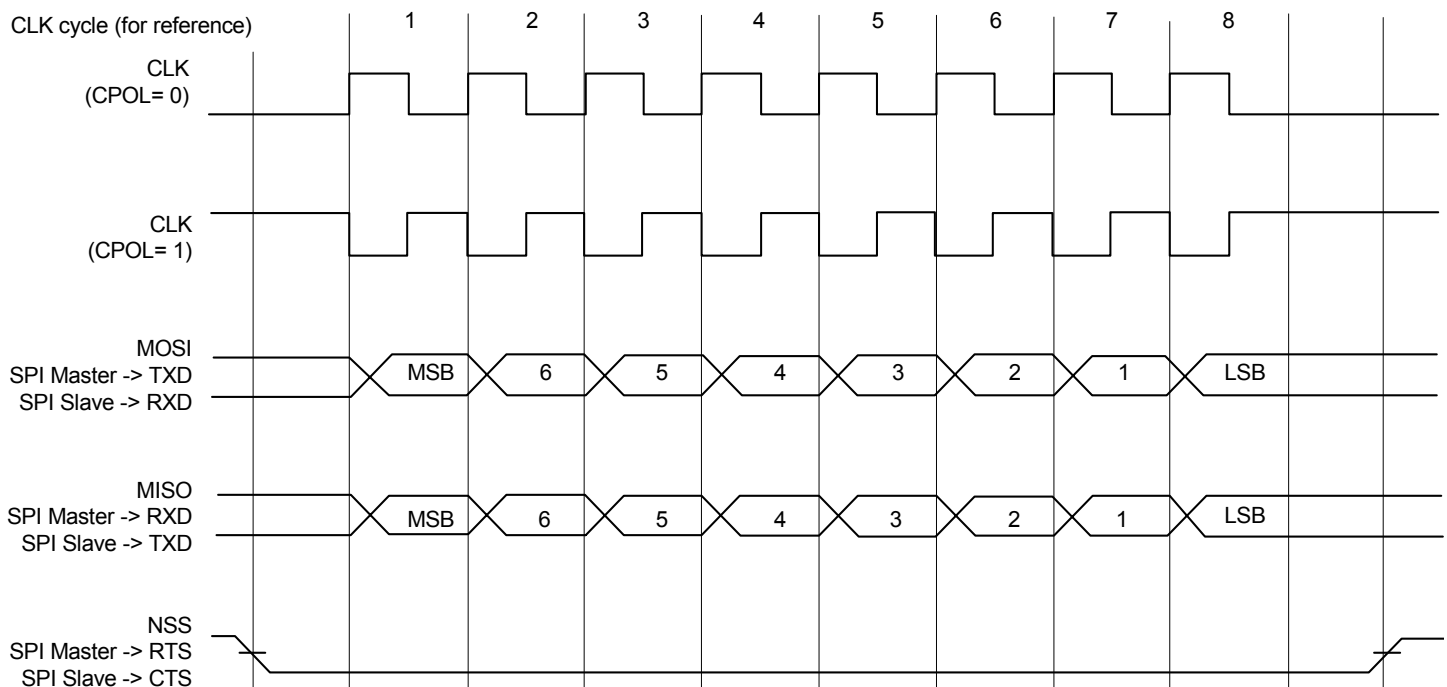 CLK cycle (for reference) 1 2 3 4 5 6 7 8
CLK
(CPOL= 0)
CLK
(CPOL= 1)
MOSI
SPI Master -> TXD
SPI Slave -> RXD
MSB 6 5 4 3 2 1 LSB
MISO
SPI Master -> RXD
SPI Slave -> TXD
MSB 6 5 4 3 2 1 LSB
NSS
SPI Master -> RTS
SPI Slave -> CTS